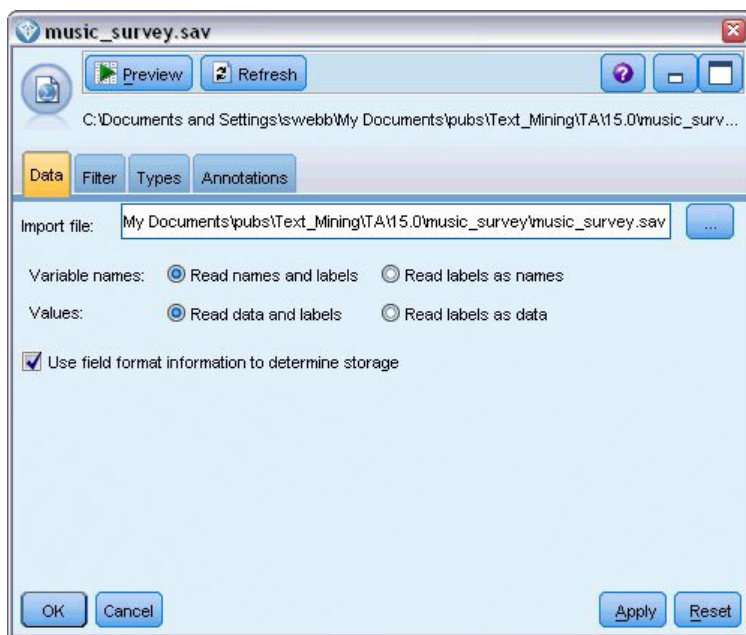 music_survey.sav
Preview Refresh
C:\Documents and Settings\swebb\My Documents\pubs\Text_Mining\TA\15.0\music_surv...
Data Filter Types Annotations
Import file: My Documents\pubs\Text_Mining\TA\15.0\music_survey\music_survey.sav ...
Variable names: Read names and labels Read labels as names
Values: Read data and labels Read labels as data
Use field format information to determine storage
OK Cancel Apply Reset